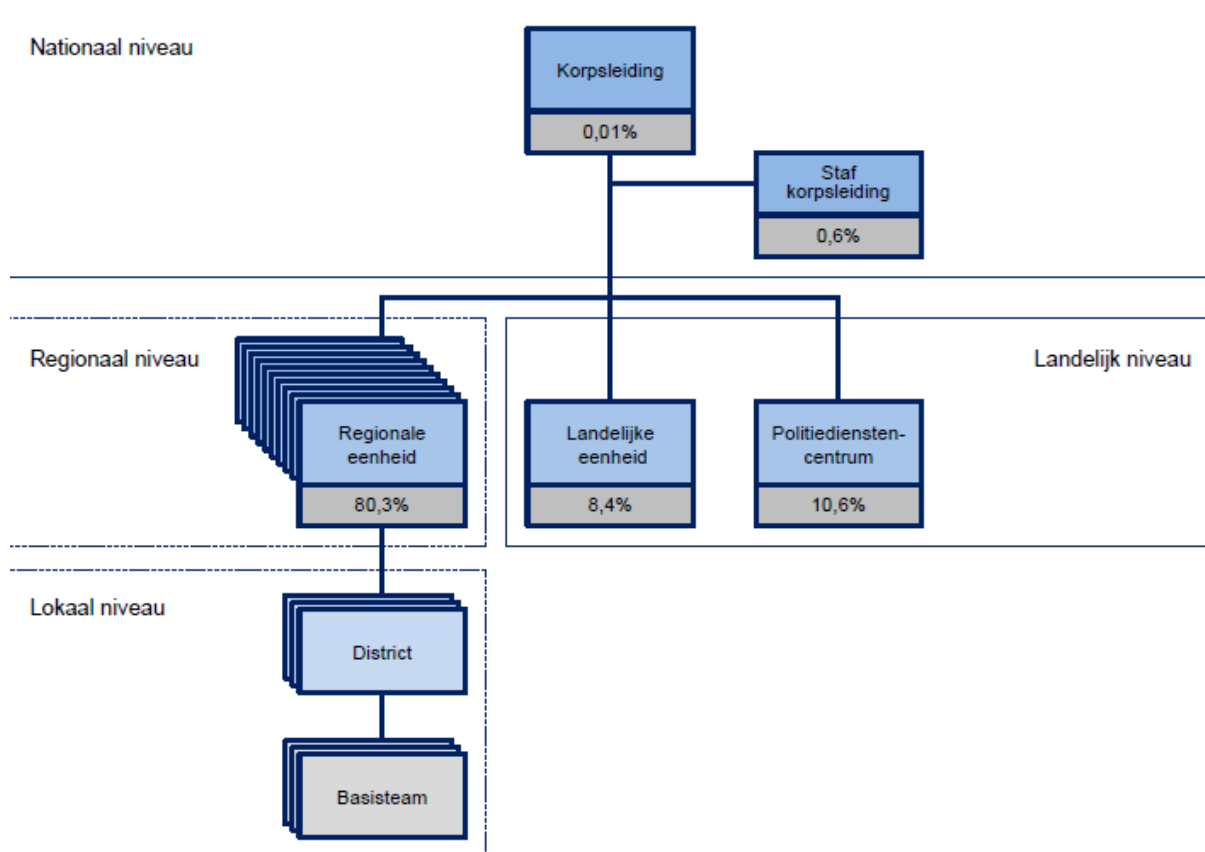 Nationaal niveau
Korpsleiding
0,01%
Staf
korpsleiding
0,6%
Regionaal niveau
Landelijk niveau
Regionale
eenheid
80,3%
Landelijke
eenheid
8,4%
Politiediensten-
centrum
10,6%
Lokaal niveau
District
Basisteam